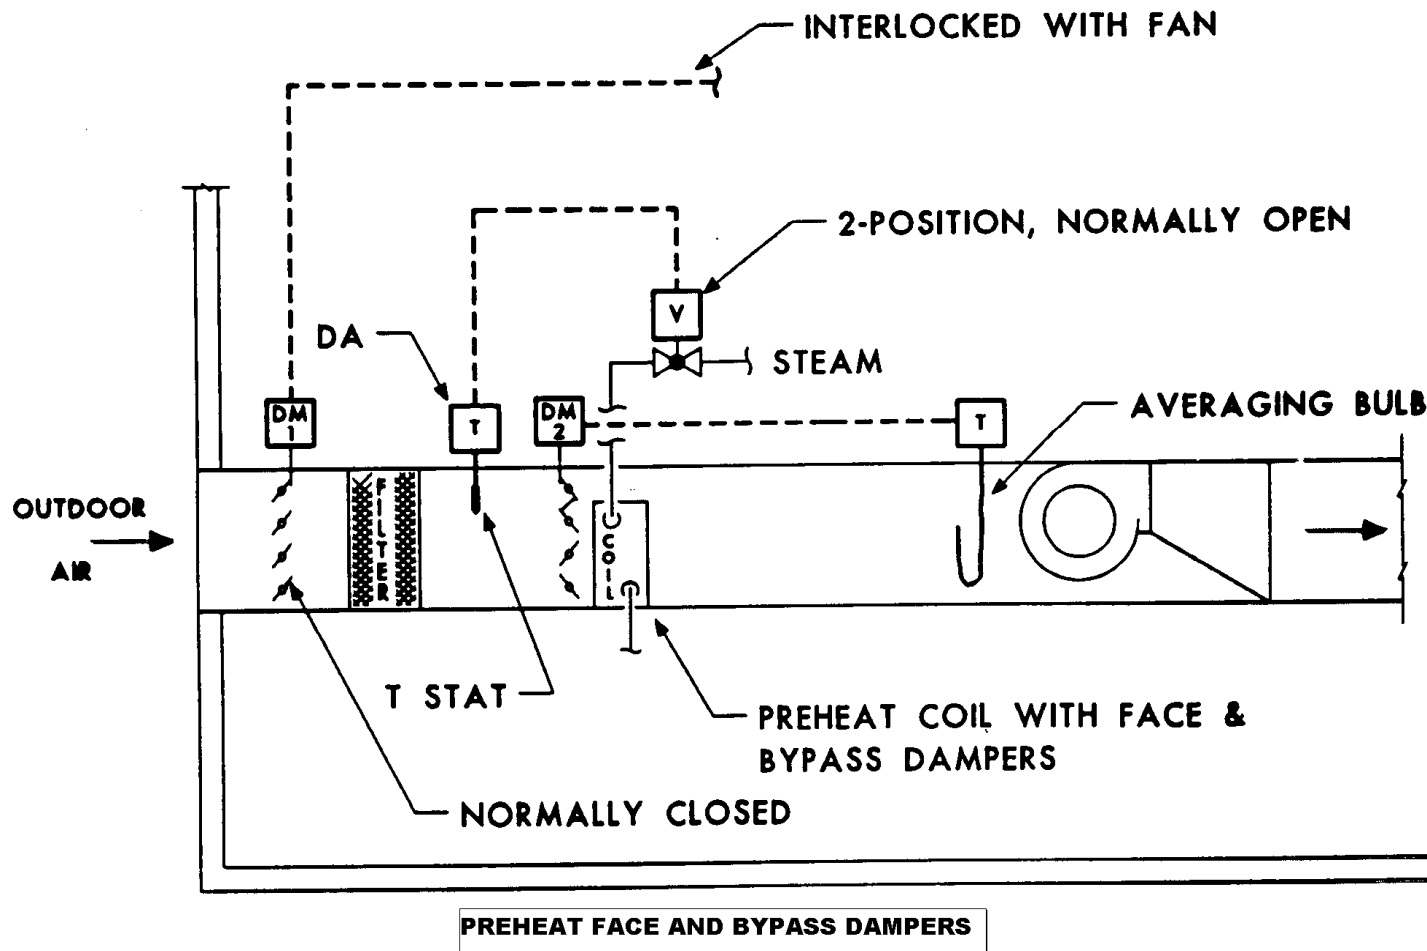 INTERLOCKED WITH FAN
2-POSITION, NORMALLY OPEN
V
DA
STEAM
DM
1
T
DM
2
T
AVERAGING BULB
OUTDOOR
AIR
FILTER
COIL
T STAT
PREHEAT COIL WITH FACE &
BYPASS DAMPERS
NORMALLY CLOSED
PREHEAT FACE AND BYPASS DAMPERS